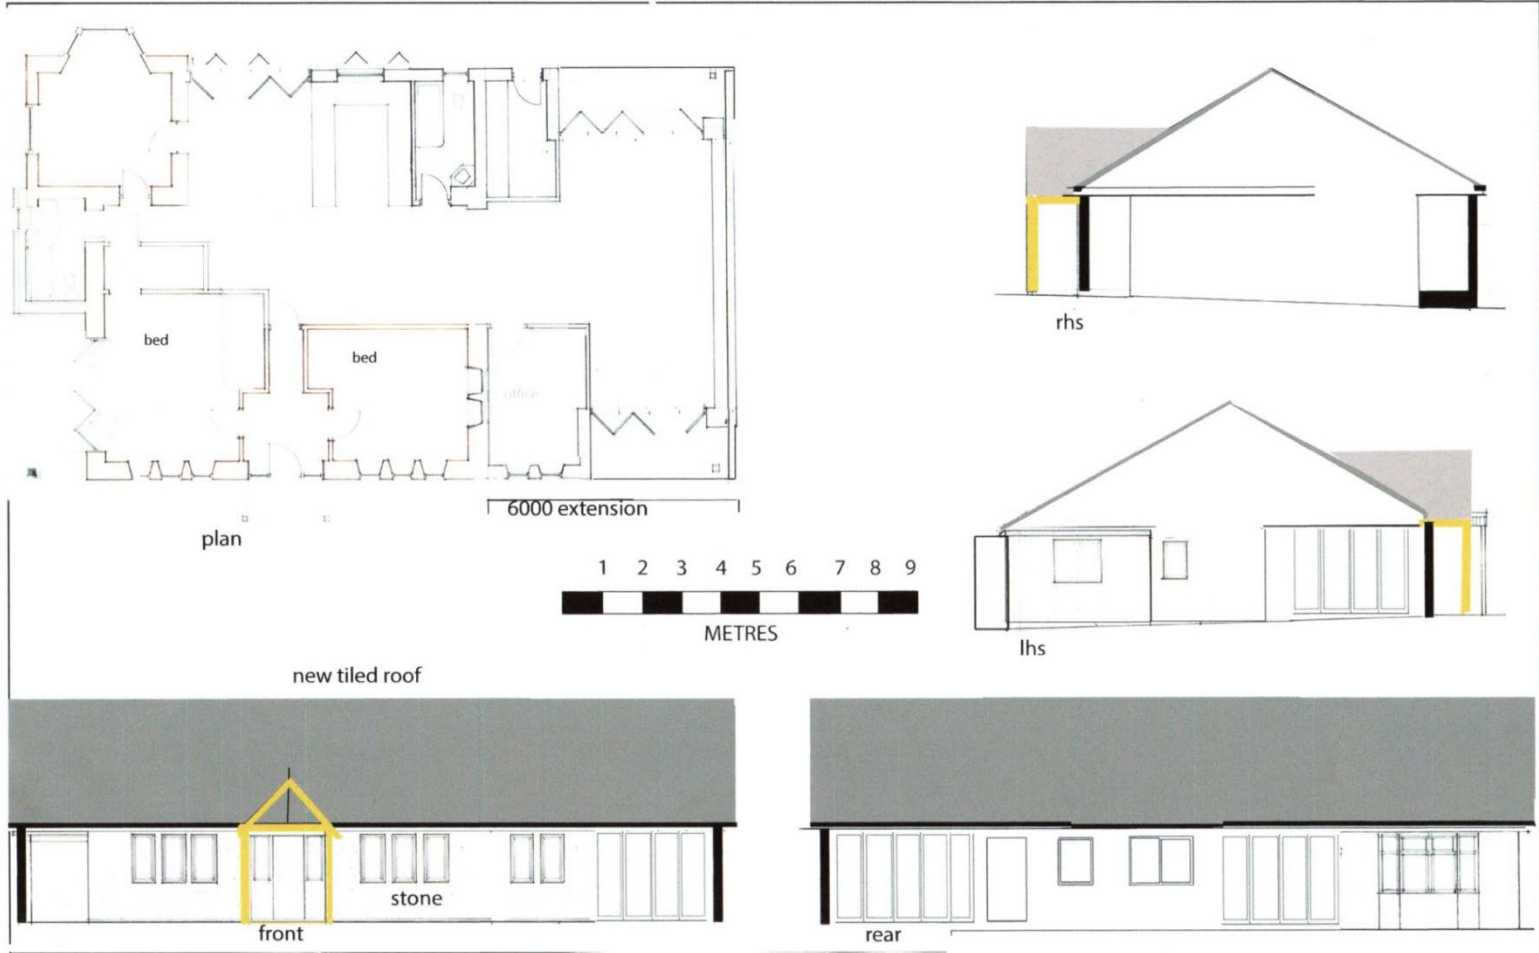 bed
bed
office
6000 extension
plan
rhs
1 2 3 4 5 6 7 8 9
METRES
lhs
new tiled roof
stone
front
rear